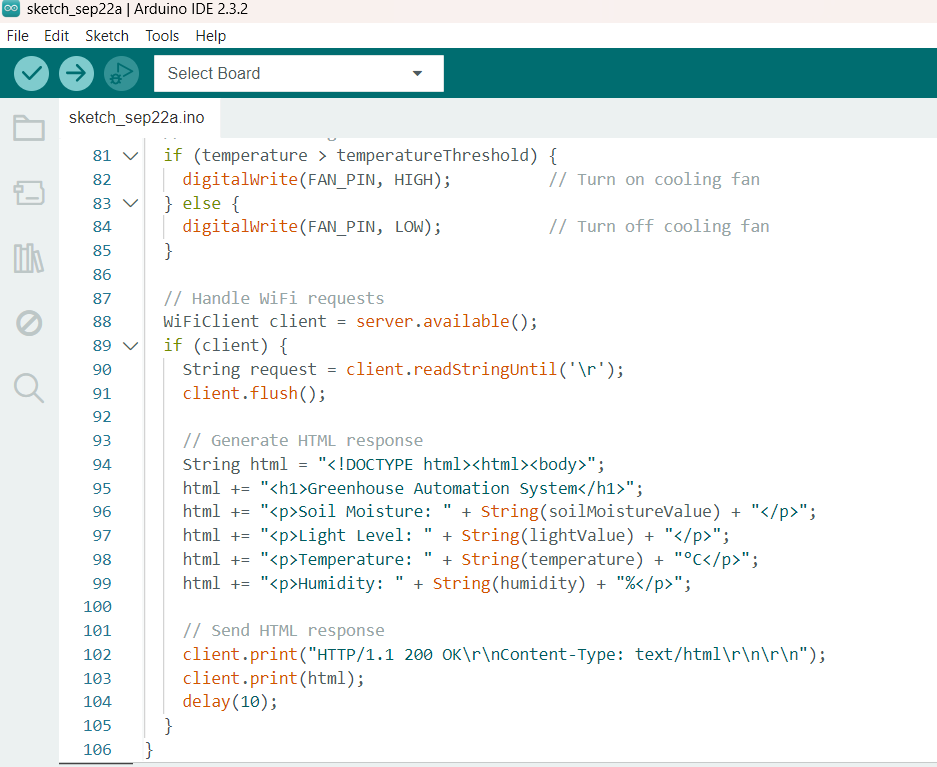 sketch_sep22a | Arduino IDE 2.3.2
File Edit Sketch Tools Help
Select Board
sketch_sep22a.ino
81 if (temperature > temperatureThreshold) {
82 digitalWrite(FAN_PIN, HIGH); // Turn on cooling fan
83 } else {
84 digitalWrite(FAN_PIN, LOW); // Turn off cooling fan
85 }
86
87 // Handle WiFi requests
88 WiFiClient client = server.available();
89 if (client) {
90 String request = client.readStringUntil('\r');
91 client.flush();
92
93 // Generate HTML response
94 String html = "<!DOCTYPE html><html><body>";
95 html += "<h1>Greenhouse Automation System</h1>";
96 html += "<p>Soil Moisture: " + String(soilMoistureValue) + "</p>";
97 html += "<p>Light Level: " + String(lightValue) + "</p>";
98 html += "<p>Temperature: " + String(temperature) + "°C</p>";
99 html += "<p>Humidity: " + String(humidity) + "%</p>";
100
101 // Send HTML response
102 client.print("HTTP/1.1 200 OK\r\nContent-Type: text/html\r\n\r\n");
103 client.print(html);
104 delay(10);
105 }
106 }